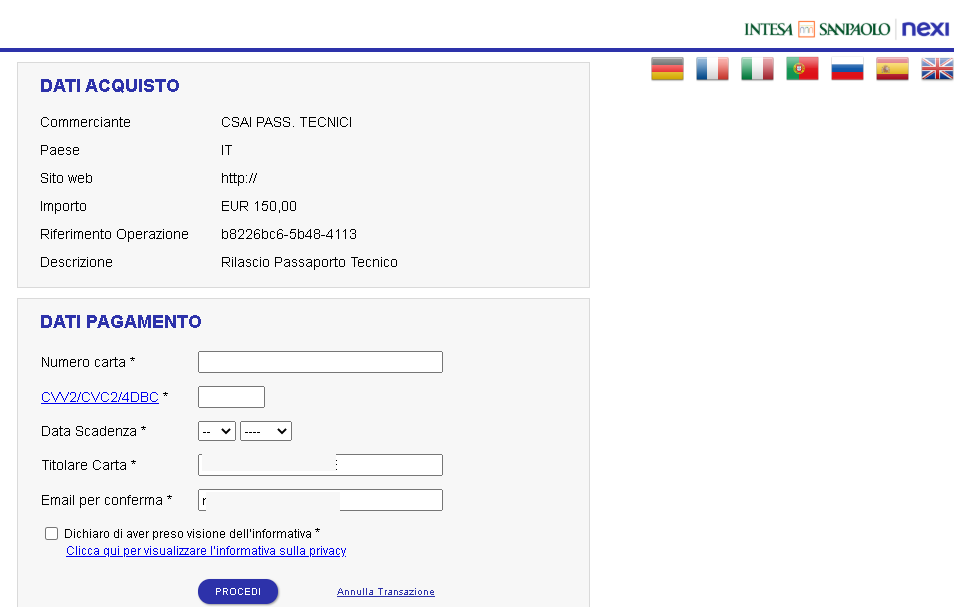 INTESA SANPAOLO nexi
DATI ACQUISTO
Commerciante CSAI PASS. TECNICI
Paese IT
Sito web http://
Importo EUR 150,00
Riferimento Operazione b8226bc6-5b48-4113
Descrizione Rilascio Passaporto Tecnico
DATI PAGAMENTO
Numero carta *
CVV2/CVC2/4DBC *
Data Scadenza * -- ----
Titolare Carta *
Email per conferma * r
Dichiaro di aver preso visione dell'informativa *
Clicca qui per visualizzare l'informativa sulla privacy
PROCEDI Annulla Transazione